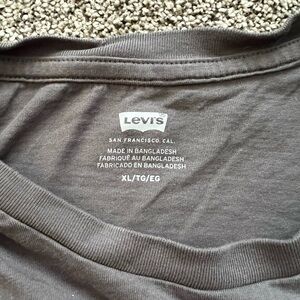 Levi's
SAN FRANCISCO, CAL.
MADE IN BANGLADESH
FABRIQUÉ AU BANGLADESH
FABRICADO EN BANGLADESH
XL/TG/EG